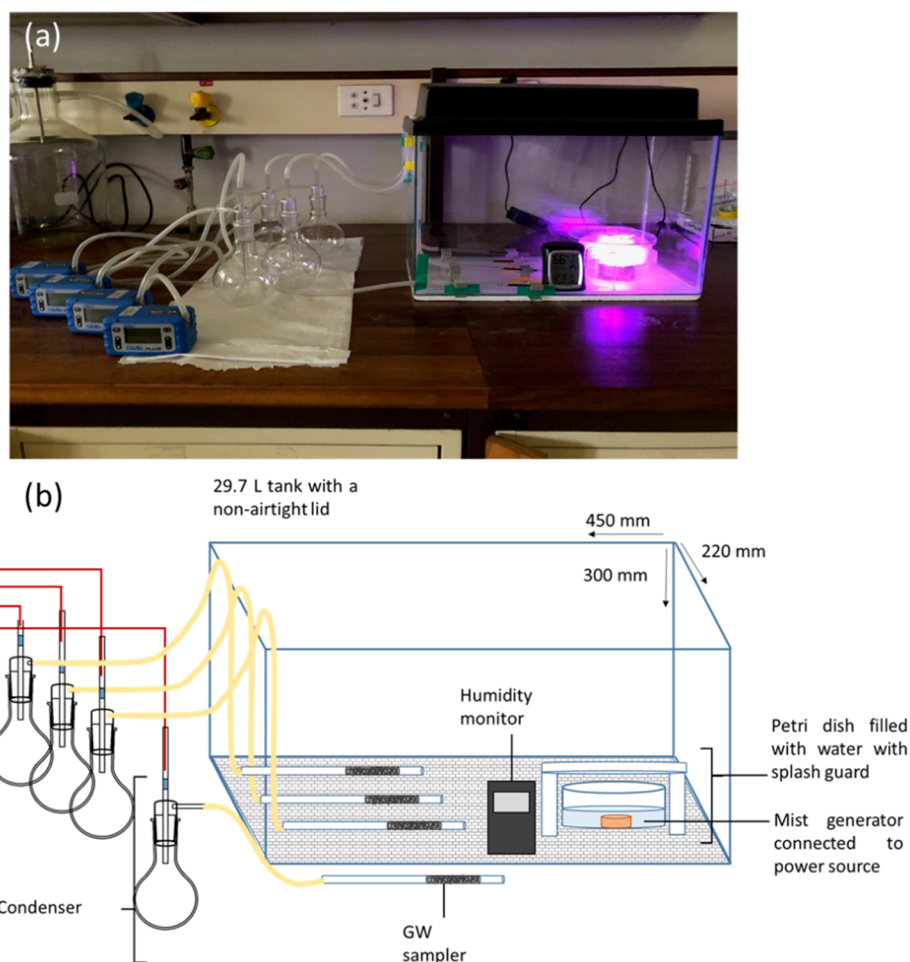 (a)
(b)
29.7 L tank with a
non-airtight lid
450 mm
220 mm
300 mm
Humidity
monitor
Petri dish filled
with water with
splash guard
Mist generator
connected to
power source
Condenser
GW
sampler